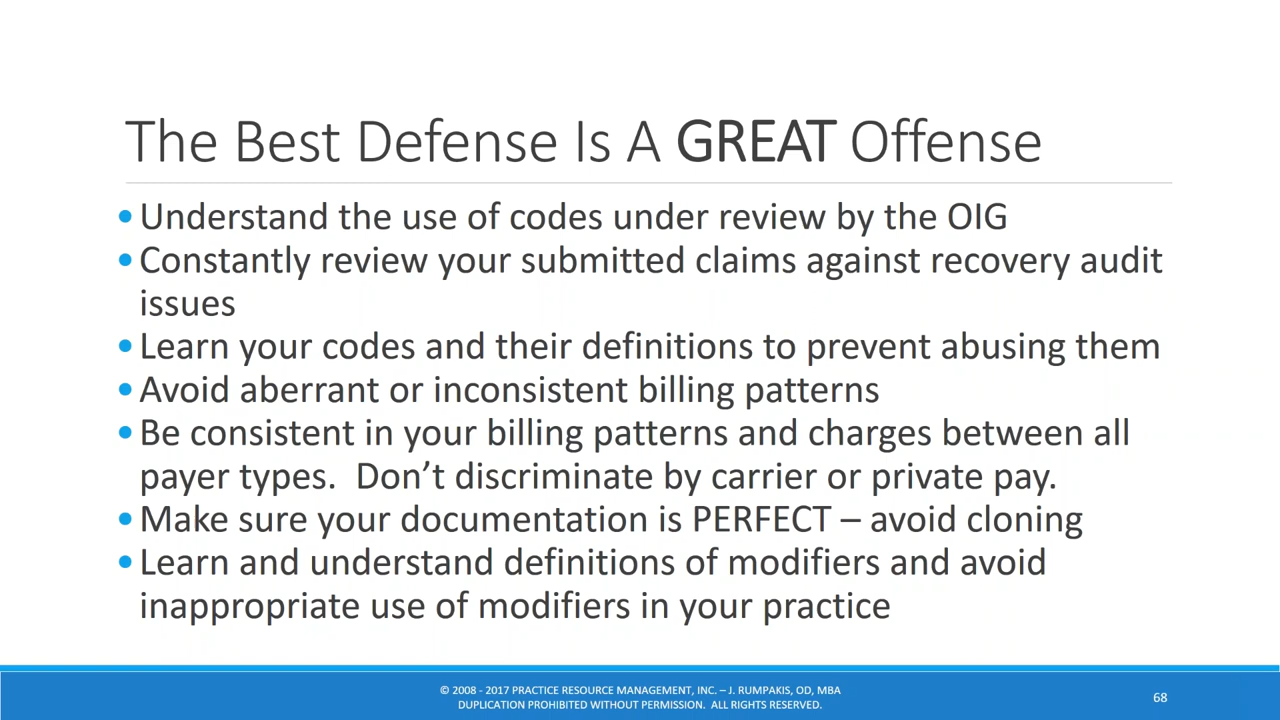 The Best Defense Is A GREAT Offense
•Understand the use of codes under review by the OIG
•Constantly review your submitted claims against recovery audit
issues
•Learn your codes and their definitions to prevent abusing them
•Avoid aberrant or inconsistent billing patterns
•Be consistent in your billing patterns and charges between all
payer types.  Don’t discriminate by carrier or private pay.
•Make sure your documentation is PERFECT – avoid cloning
•Learn and understand definitions of modifiers and avoid
inappropriate use of modifiers in your practice
© 2008 - 2017 PRACTICE RESOURCE MANAGEMENT, INC. – J. RUMPAKIS, OD, MBA
DUPLICATION PROHIBITED WITHOUT PERMISSION.  ALL RIGHTS RESERVED.
68